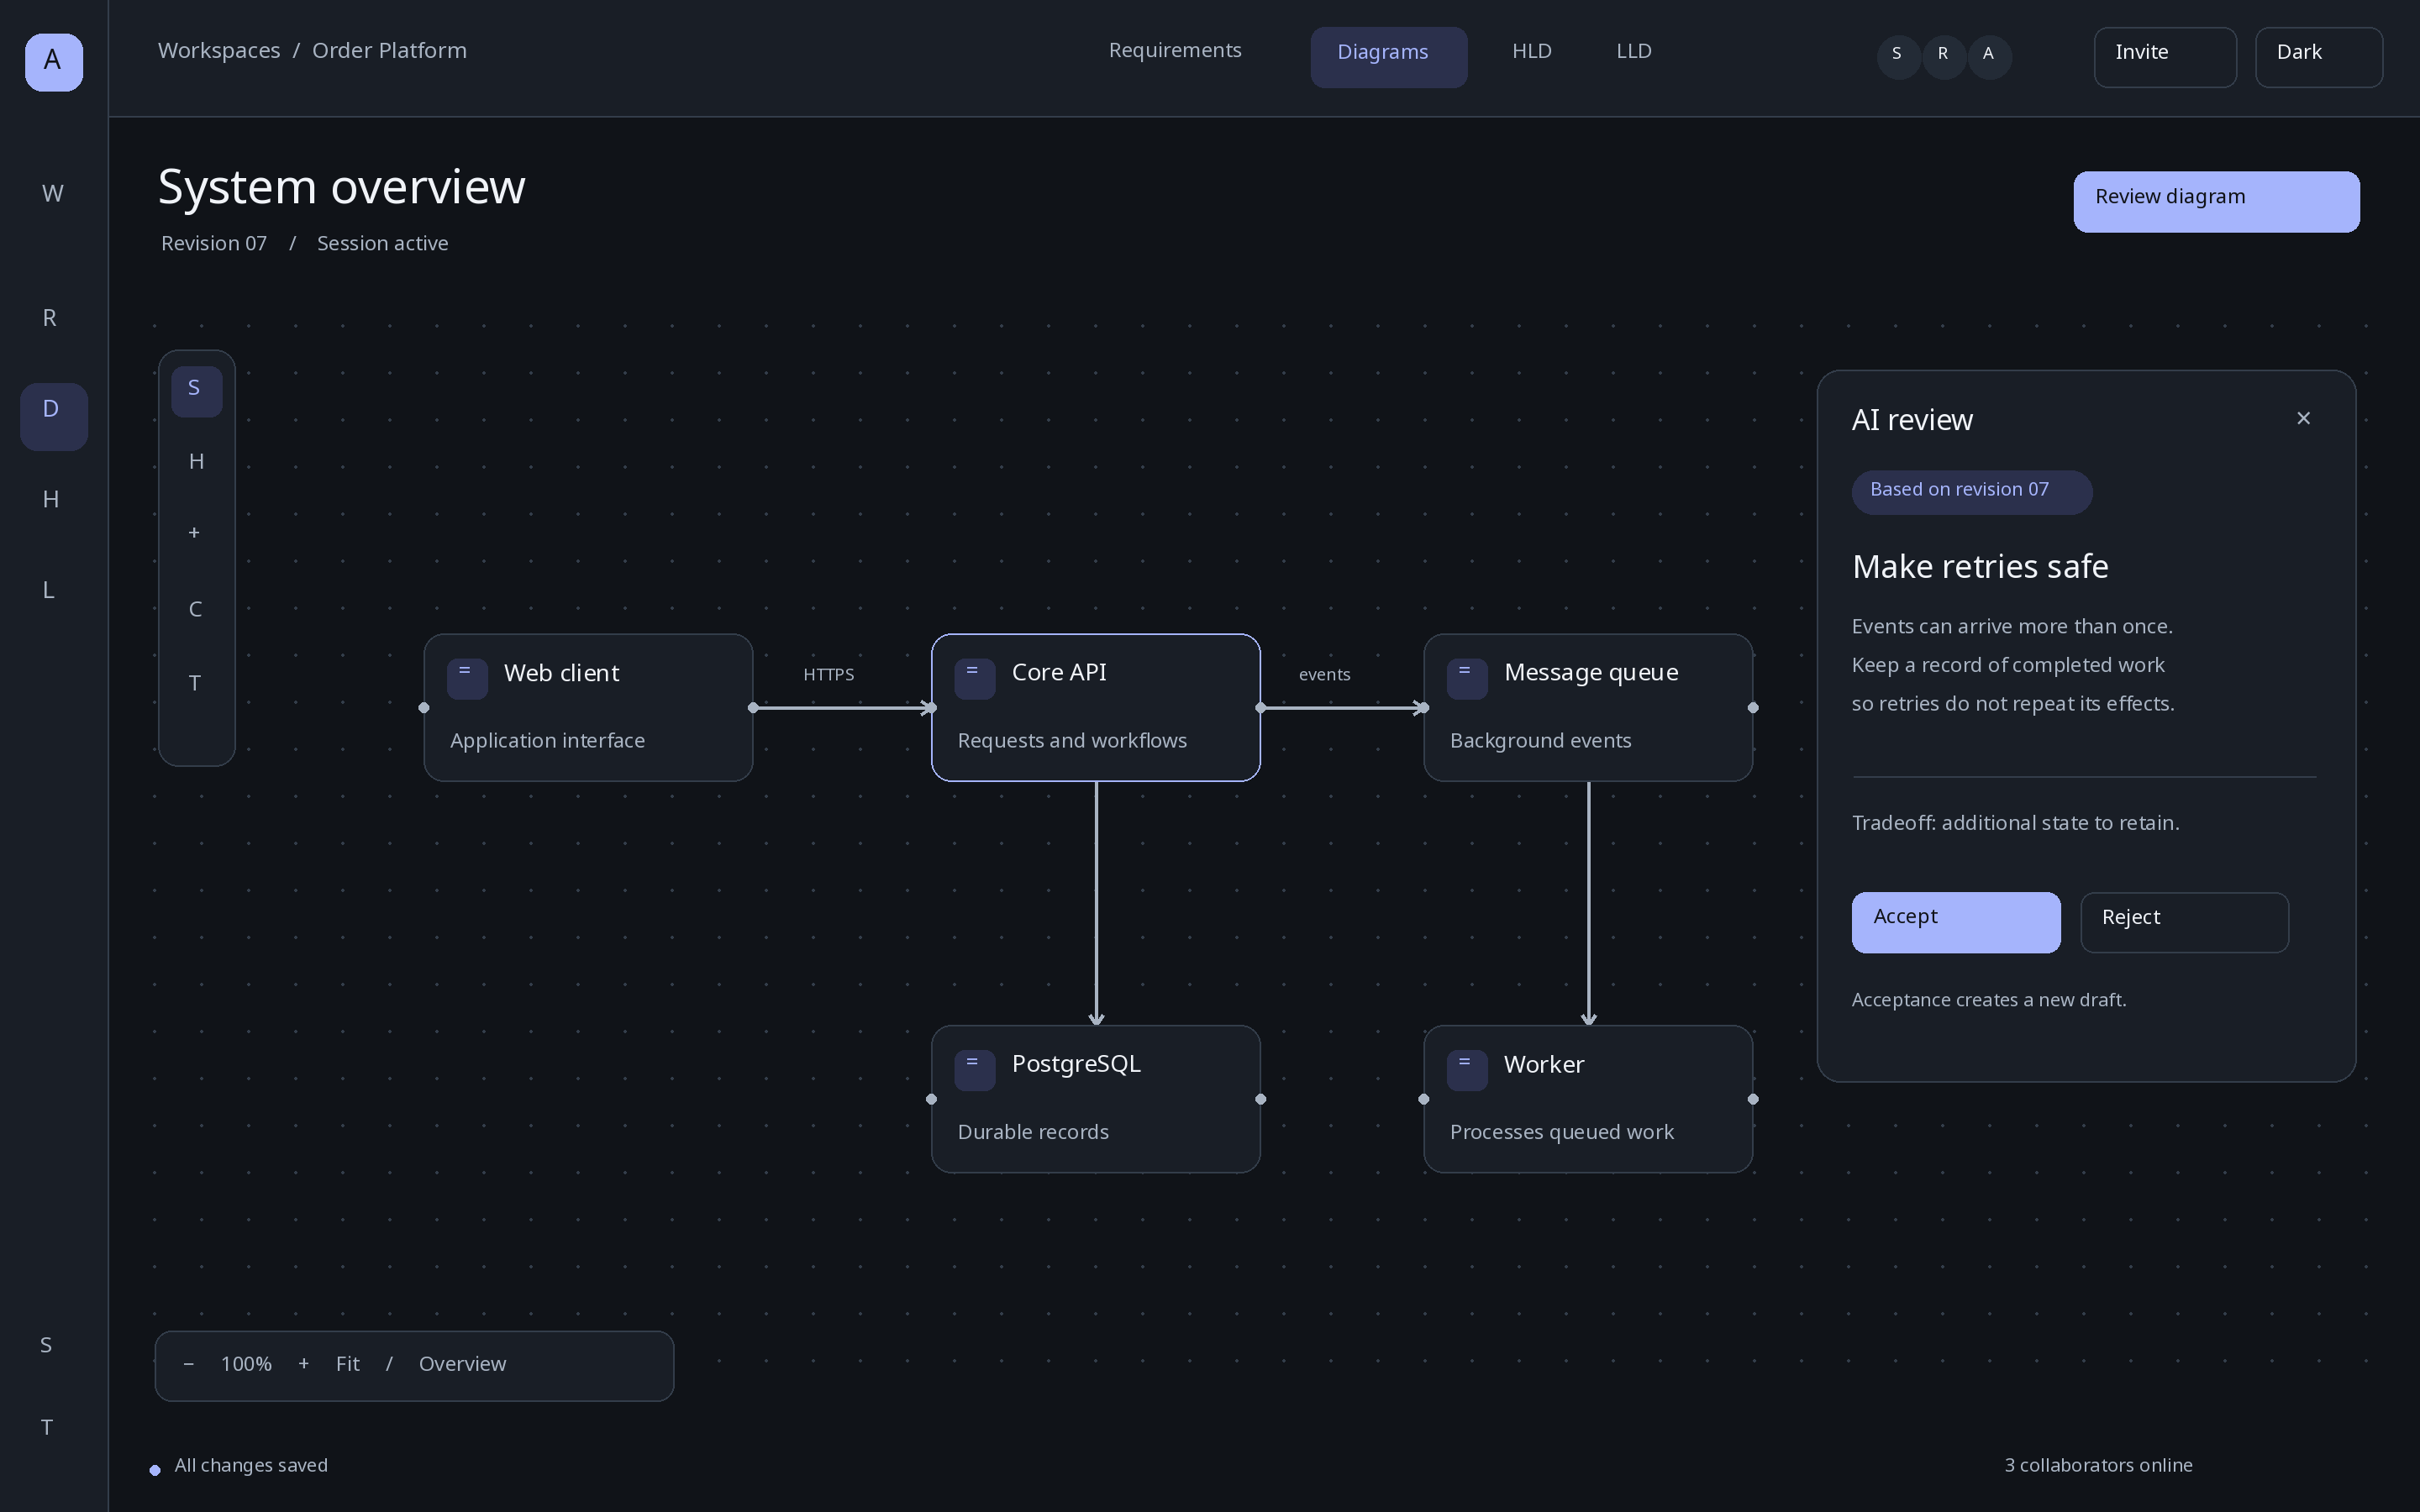 A
Workspaces / Order Platform
Requirements
Diagrams
HLD
LLD
S
R
A
Invite
Dark
W
R
D
H
L
S
T
System overview
Revision 07 / Session active
Review diagram
S
H
+
C
T
= Web client
Application interface
HTTPS
= Core API
Requests and workflows
events
= Message queue
Background events
= PostgreSQL
Durable records
= Worker
Processes queued work
AI review ×
Based on revision 07
Make retries safe
Events can arrive more than once.
Keep a record of completed work
so retries do not repeat its effects.
Tradeoff: additional state to retain.
Accept
Reject
Acceptance creates a new draft.
− 100% + Fit / Overview
All changes saved
3 collaborators online